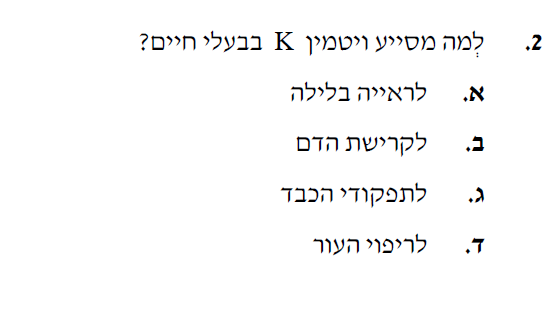 2. לְמה מסייע ויטמין K בבעלי חיים?
א. לראייה בלילה
ב. לקרישת הדם
ג. לתפקודי הכבד
ד. לריפוי העור